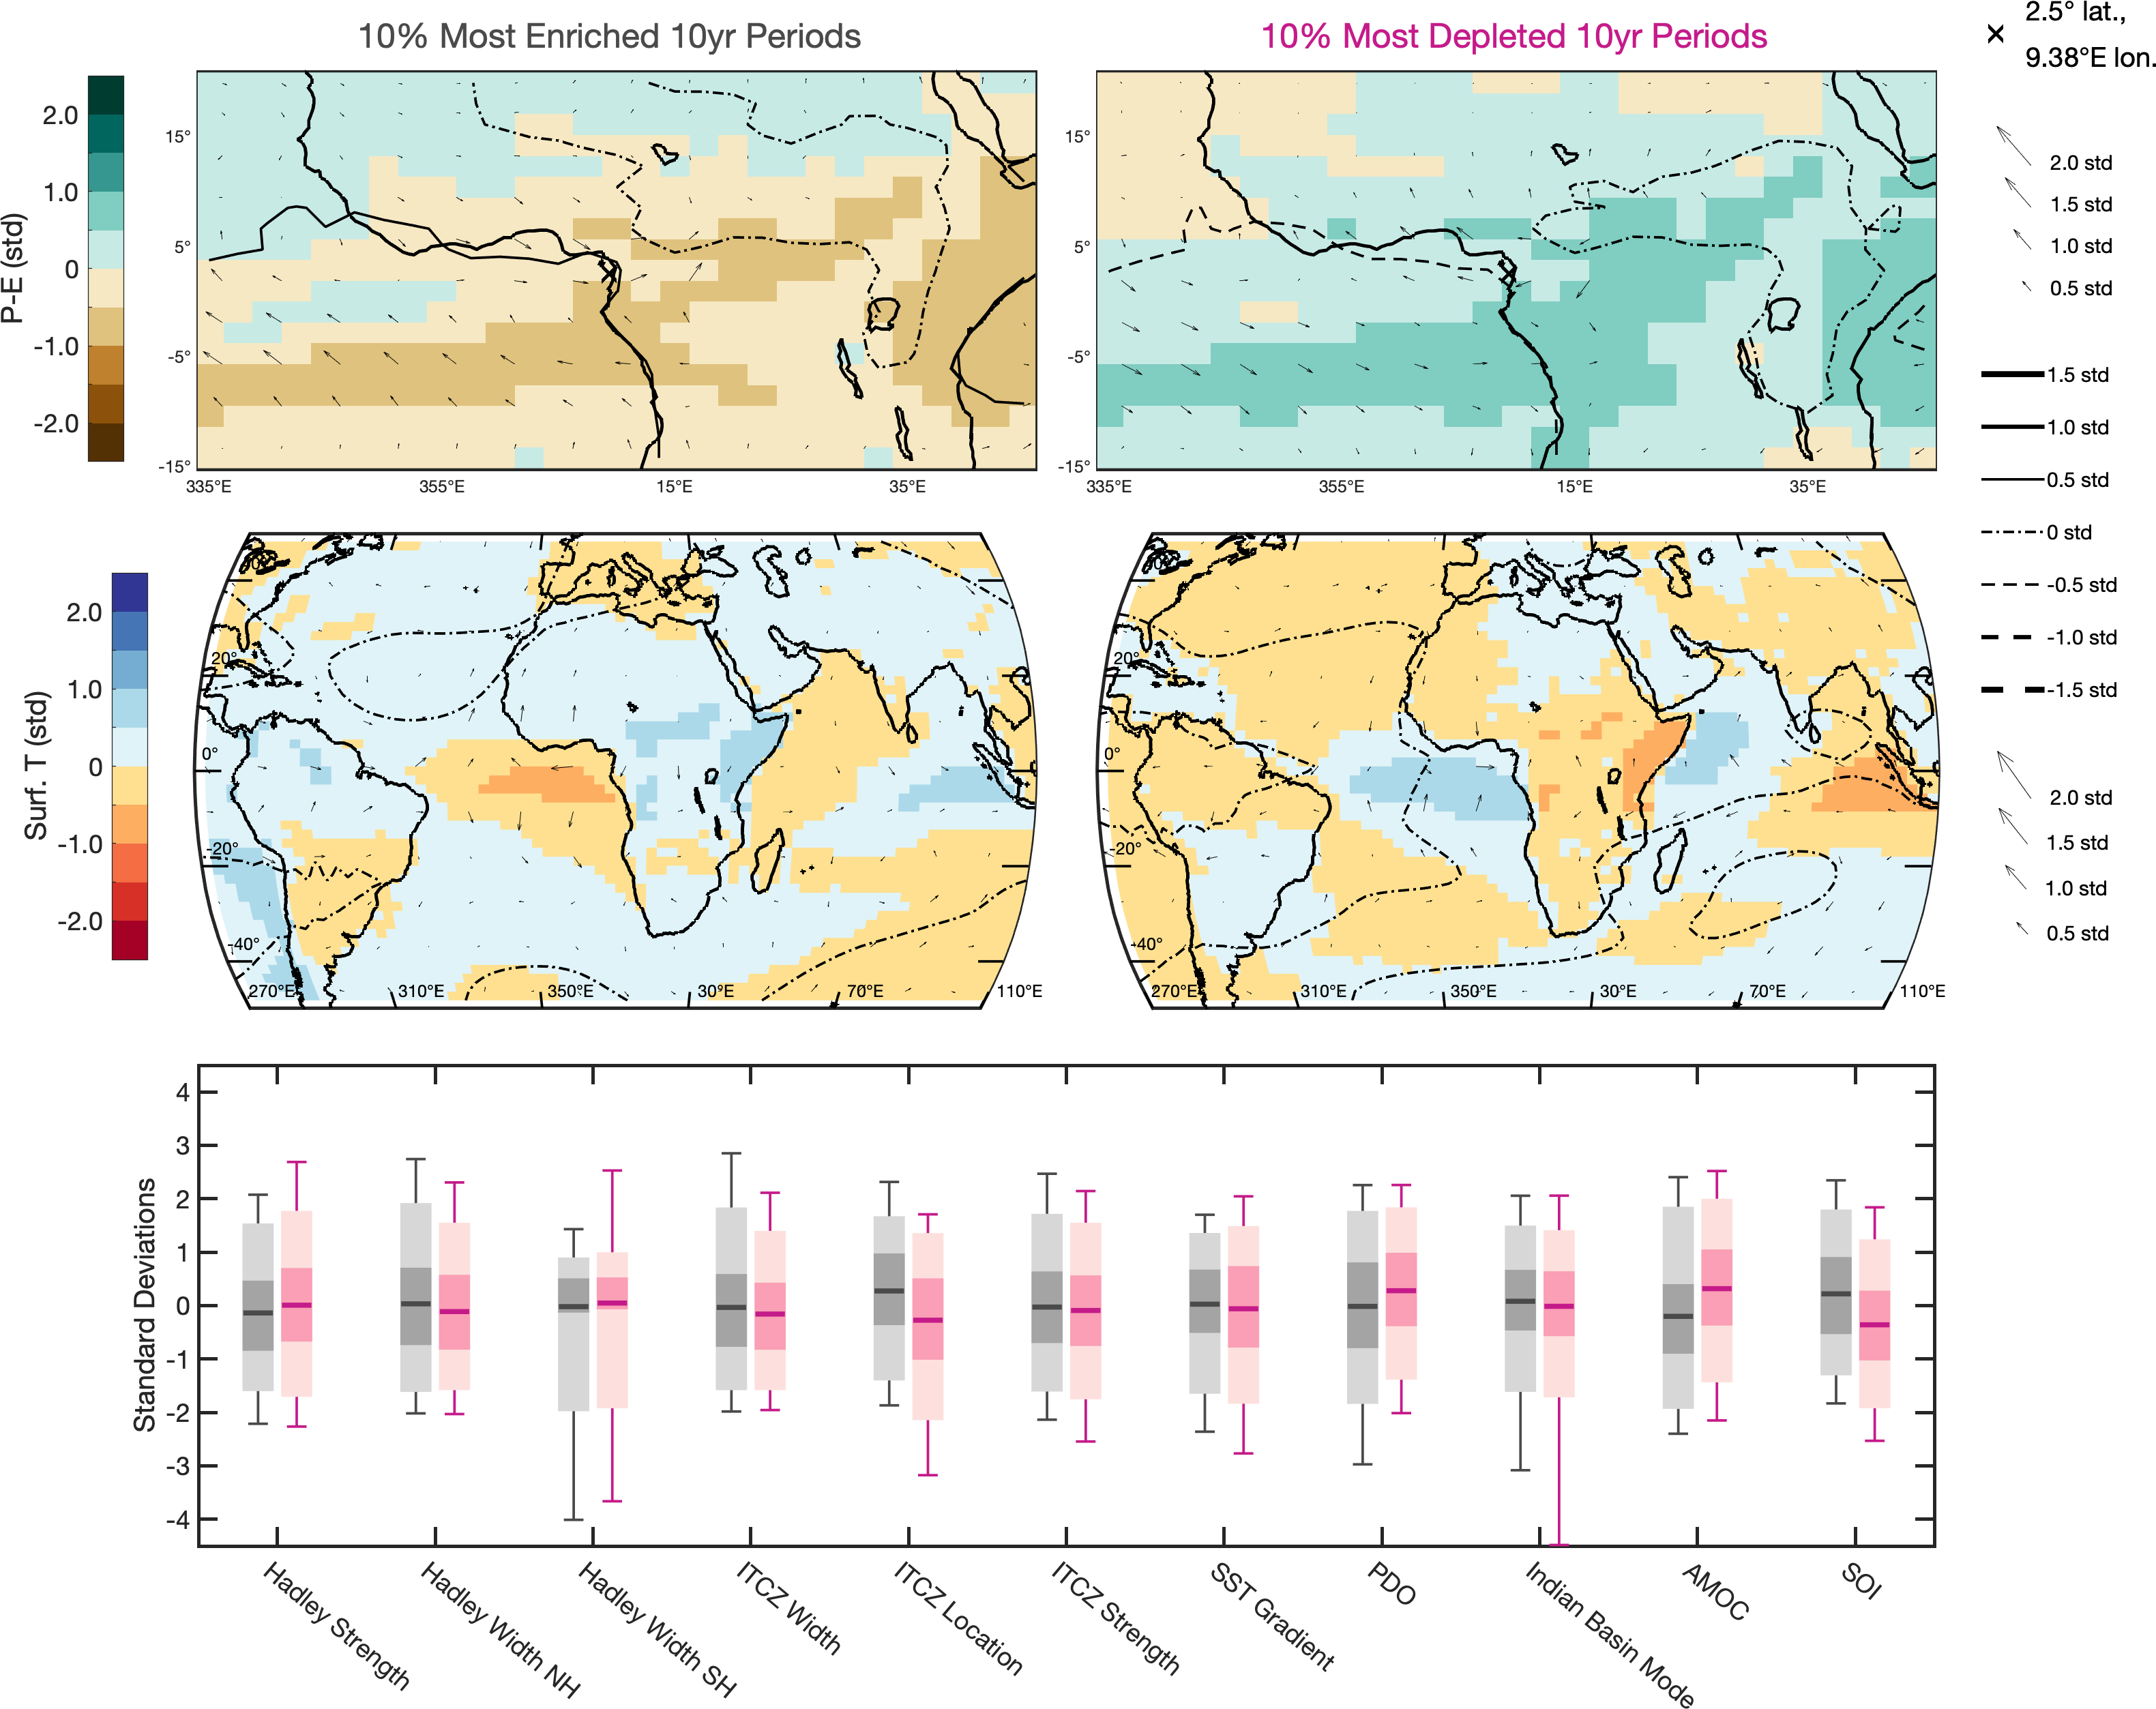 10% Most Enriched 10yr Periods
10% Most Depleted 10yr Periods
2.5° lat.,
9.38°E lon.
P-E (std)
2.0
1.0
0
-1.0
-2.0
15°
5°
-5°
-15°
335°E
355°E
15°E
35°E
15°
5°
-5°
-15°
335°E
355°E
15°E
35°E
2.0 std
1.5 std
1.0 std
0.5 std
1.5 std
1.0 std
0.5 std
0 std
-0.5 std
-1.0 std
-1.5 std
2.0 std
1.5 std
1.0 std
0.5 std
Surf. T (std)
2.0
1.0
0
-1.0
-2.0
20°
0°
-20°
-40°
270°E
310°E
350°E
30°E
70°E
110°E
20°
0°
-20°
-40°
270°E
310°E
350°E
30°E
70°E
110°E
Standard Deviations
4
3
2
1
0
-1
-2
-3
-4
Hadley Strength
Hadley Width NH
Hadley Width SH
ITCZ Width
ITCZ Location
ITCZ Strength
SST Gradient
PDO
Indian Basin Mode
AMOC
SOI